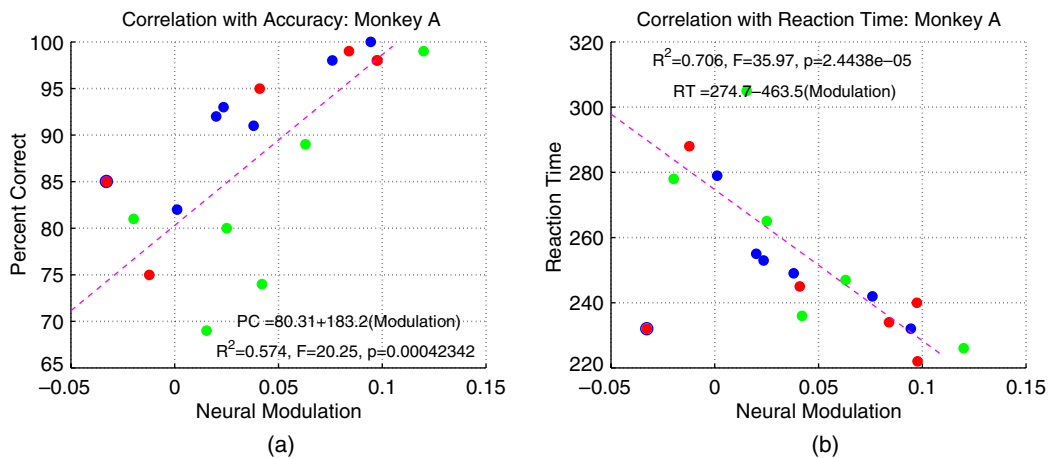 Correlation with Accuracy: Monkey A
100
95
90
85
80
75
70
65
−0.05
0
0.05
0.1
0.15
Percent Correct
Neural Modulation
PC =80.31+183.2(Modulation)
R²=0.574, F=20.25, p=0.00042342
(a)
Correlation with Reaction Time: Monkey A
320
300
280
260
240
220
−0.05
0
0.05
0.1
0.15
Reaction Time
Neural Modulation
R²=0.706, F=35.97, p=2.4438e−05
RT =274.7−463.5(Modulation)
(b)